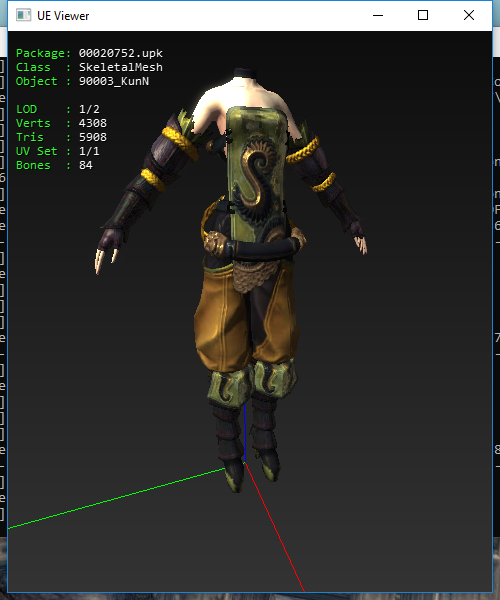 UE Viewer
Package: 00020752.upk
Class : SkeletalMesh
Object : 90003_KunN
LOD : 1/2
Verts : 4308
Tris : 5908
UV Set : 1/1
Bones : 84